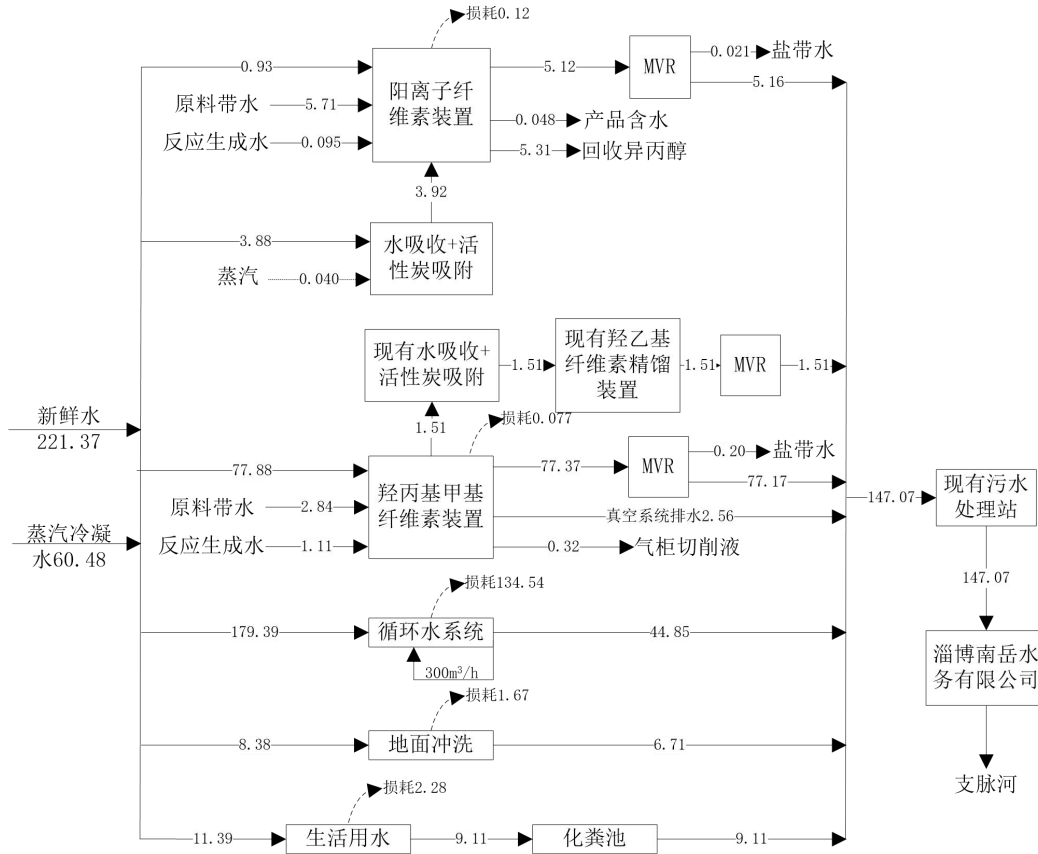 损耗0.12
0.93
阳离子纤
维素装置
5.12
MVR
0.021
盐带水
5.16
原料带水
5.71
0.048
产品含水
反应生成水
0.095
5.31
回收异丙醇
3.92
3.88
水吸收+活
性炭吸附
蒸汽
0.040
现有水吸收+
活性炭吸附
1.51
现有羟乙基
纤维素精馏
装置
1.51
MVR
1.51
新鲜水
221.37
1.51
损耗0.077
77.88
羟丙基甲基
纤维素装置
77.37
MVR
0.20
盐带水
77.17
原料带水
2.84
真空系统排水2.56
147.07
现有污水
处理站
蒸汽冷凝
水60.48
反应生成水
1.11
0.32
气柜切削液
147.07
损耗134.54
179.39
循环水系统
44.85
300m³/h
淄博南岳水
务有限公司
损耗1.67
8.38
地面冲洗
6.71
支脉河
损耗2.28
11.39
生活用水
9.11
化粪池
9.11